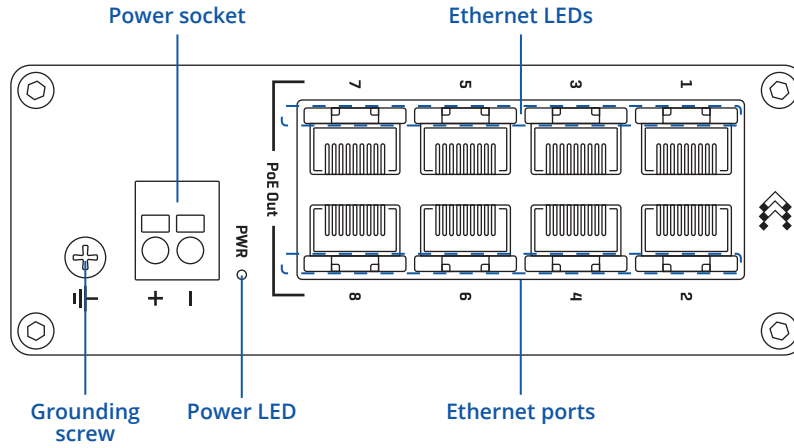 Power socket
Ethernet LEDs
7
5
3
1
PoE Out
PWR
+
−
8
6
4
2
Grounding
screw
Power LED
Ethernet ports